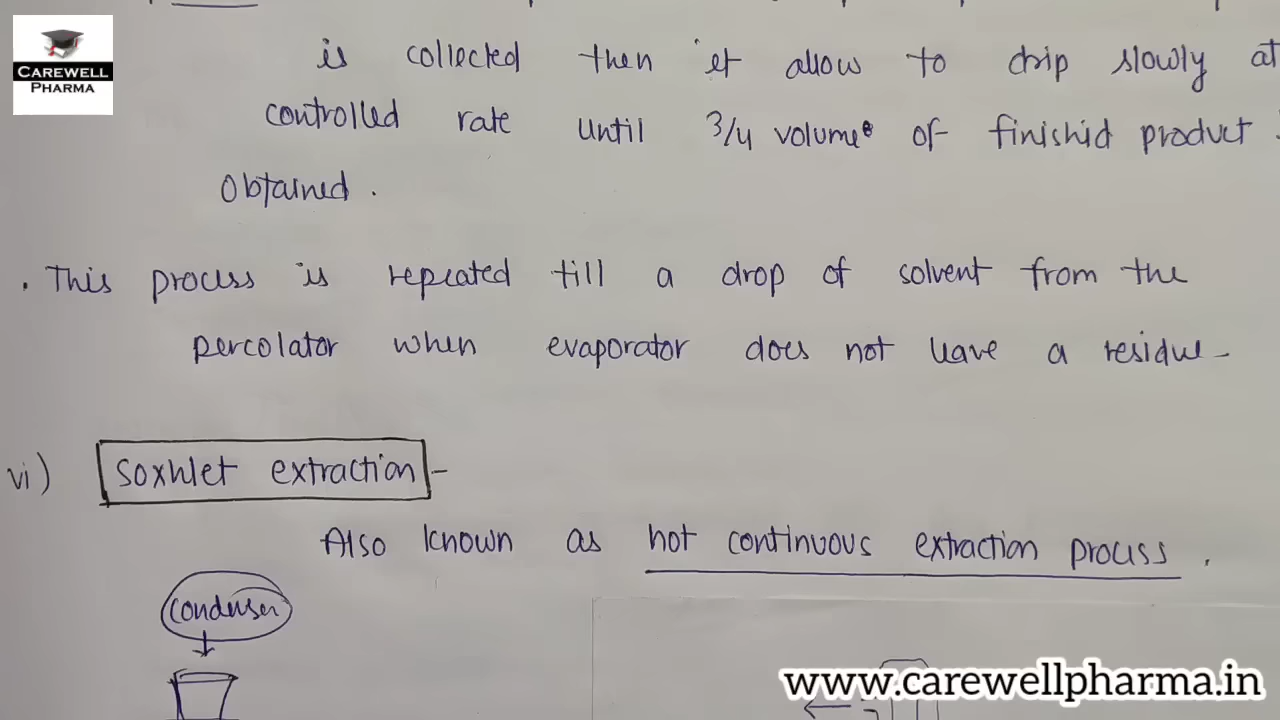 CAREWELL
PHARMA
is collected then it allow to drip slowly at
controlled rate until 3/4 volume of finishid product
obtained.
. This process is repeated till a drop of solvent from the
percolator when evaporator does not leave a residue -
vi) Soxhlet extraction -
Also known as hot continuous extraction process.
condenser
www.carewellpharma.in